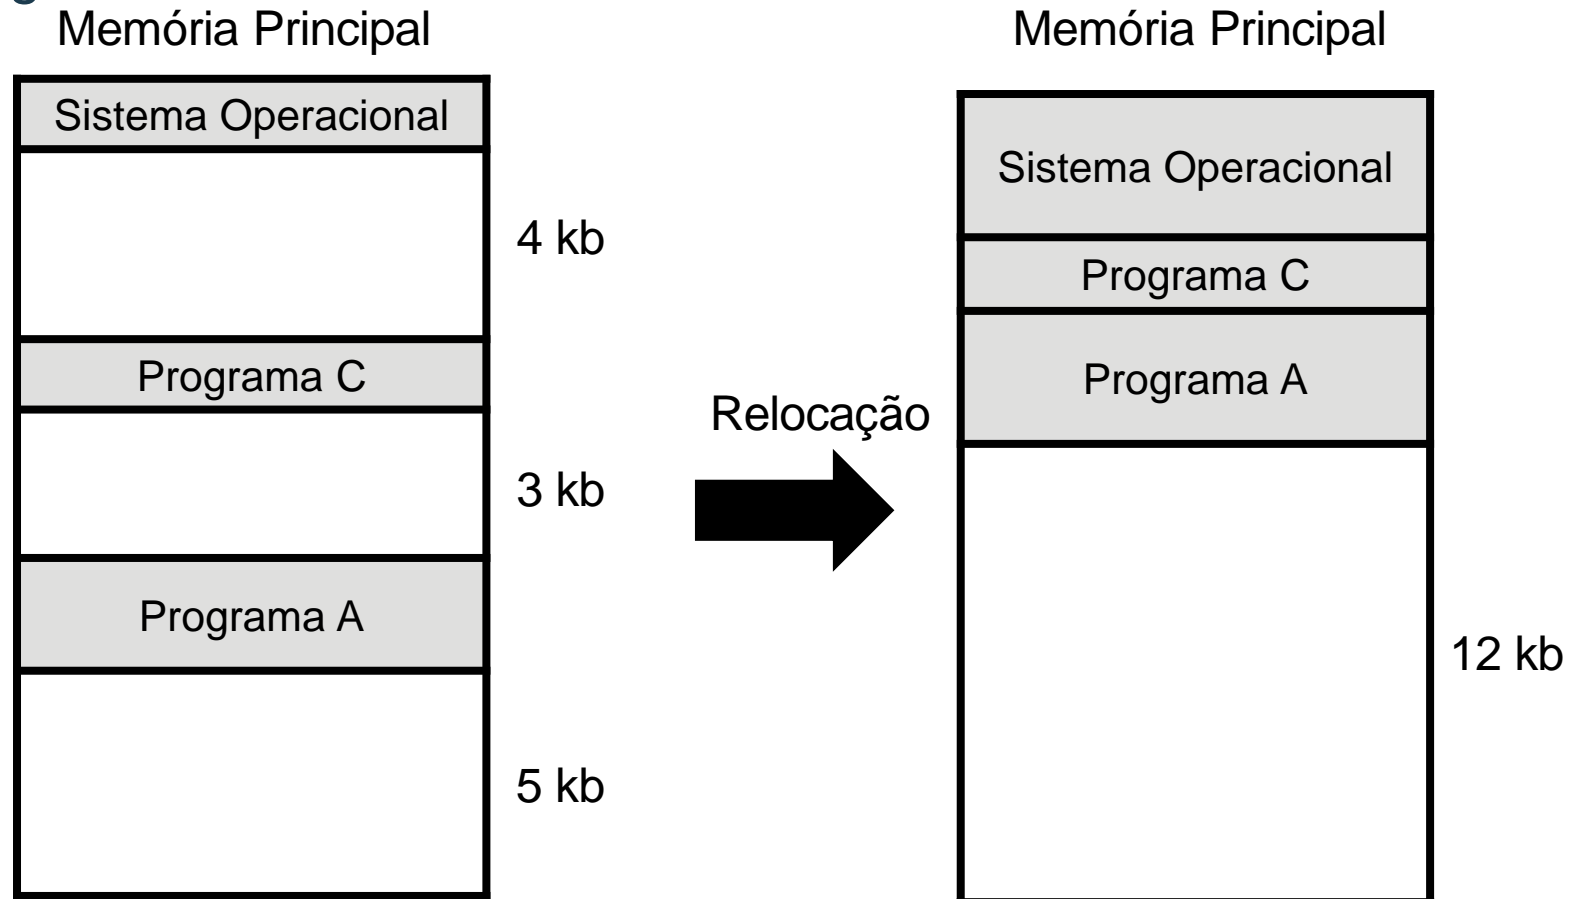 Memória Principal
Sistema Operacional
4 kb
Programa C
3 kb
Programa A
5 kb
Relocação
Memória Principal
Sistema Operacional
Programa C
Programa A
12 kb